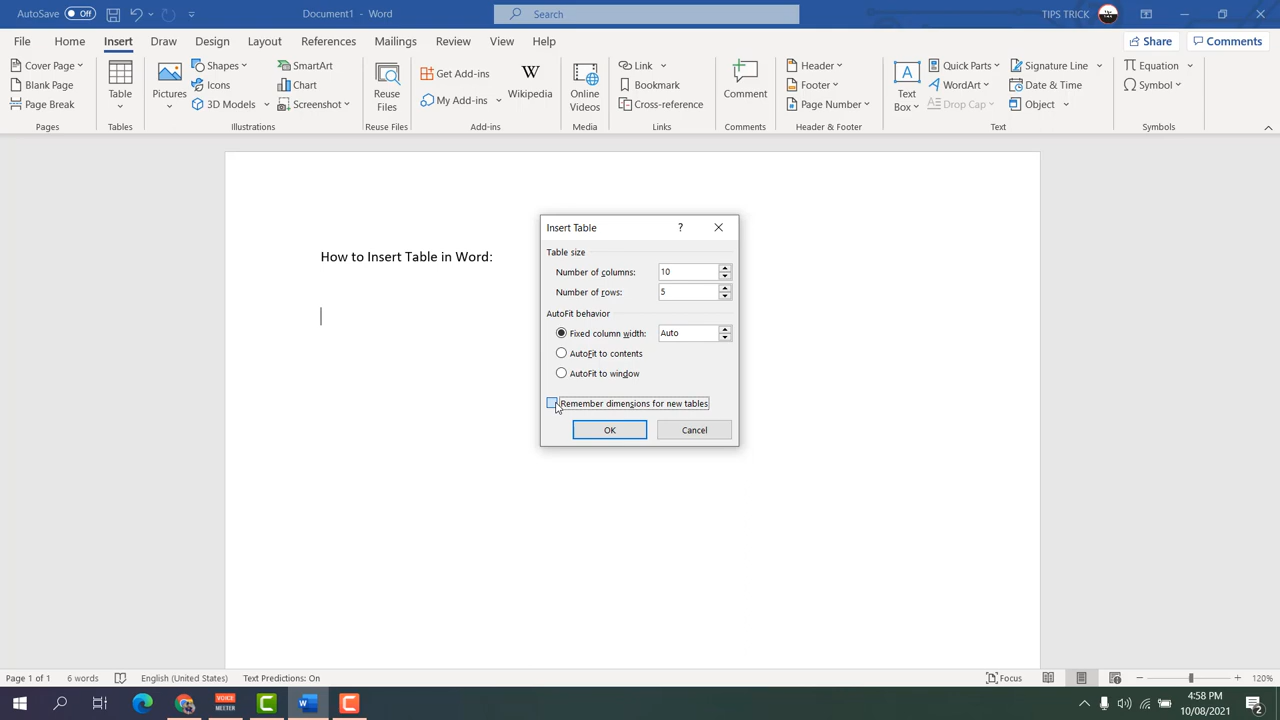 AutoSave Off Document1 - Word Search TIPS TRICK
File Home Insert Draw Design Layout References Mailings Review View Help Share Comments
Cover Page
Blank Page
Page Break
Pages
Table
Tables
Pictures
Shapes
Icons
3D Models
SmartArt
Chart
Screenshot
Illustrations
Reuse
Files
Reuse Files
Get Add-ins
My Add-ins
W
Wikipedia
Add-ins
Online
Videos
Media
Link
Bookmark
Cross-reference
Links
Comment
Comments
Header
Footer
Page Number
Header & Footer
A
Text
Box
Quick Parts
WordArt
Drop Cap
Signature Line
Date & Time
Object
Text
Equation
Symbol
Symbols
How to Insert Table in Word:
Insert Table ?
Table size
Number of columns: 10
Number of rows: 5
AutoFit behavior
Fixed column width: Auto
AutoFit to contents
AutoFit to window
Remember dimensions for new tables
OK Cancel
Page 1 of 1 6 words English (United States) Text Predictions: On Focus 120%
VOICE
MEETER
4:58 PM
10/08/2021
2